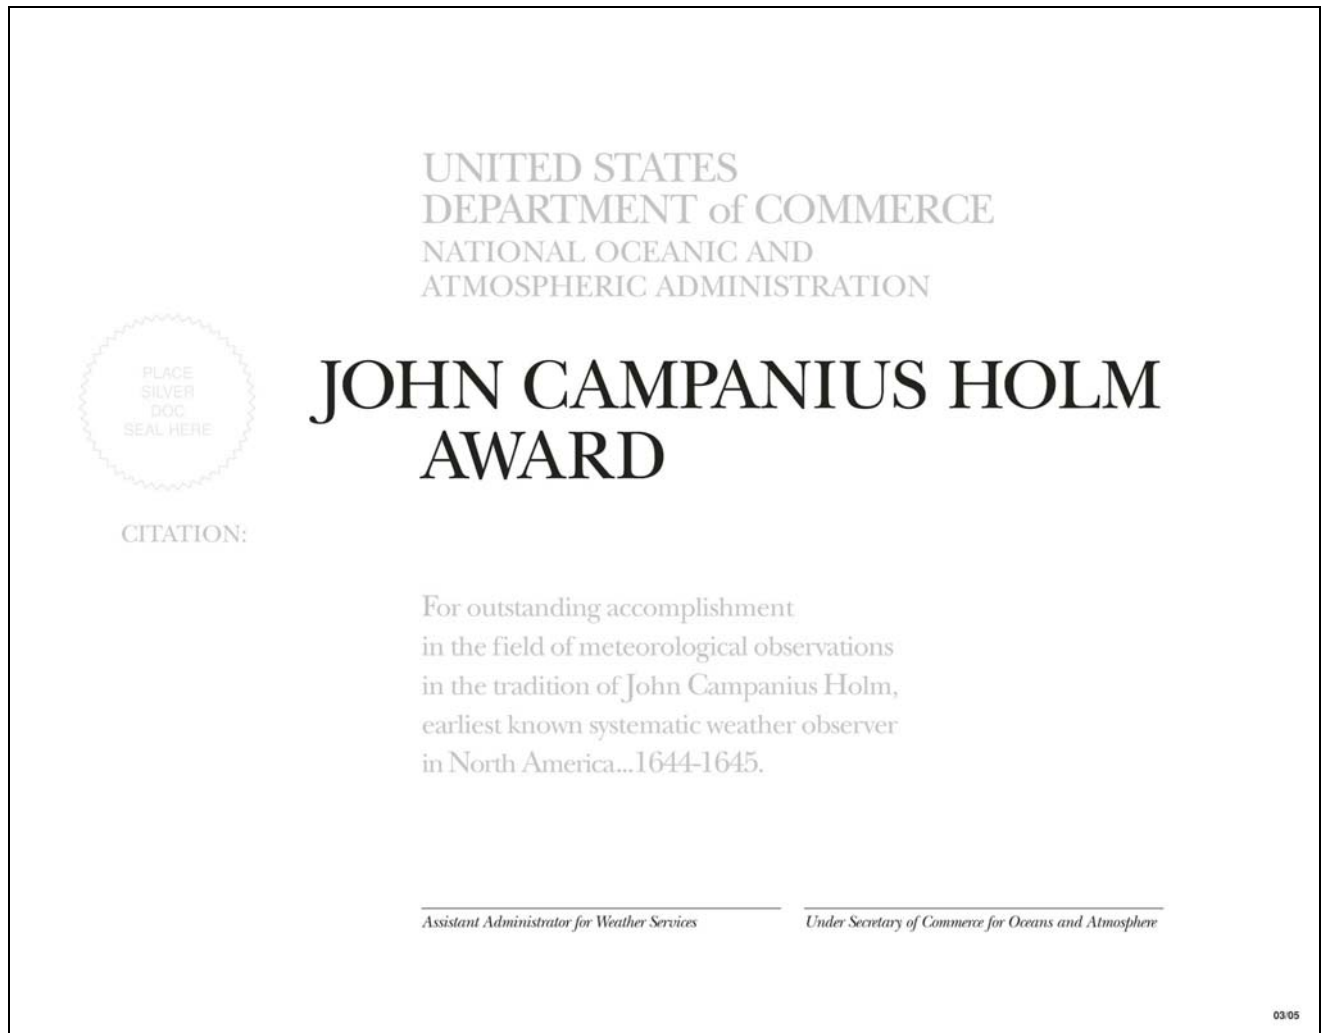 UNITED STATES
DEPARTMENT of COMMERCE
NATIONAL OCEANIC AND
ATMOSPHERIC ADMINISTRATION
PLACE
SILVER
DOC
SEAL HERE
JOHN CAMPANIUS HOLM
AWARD
CITATION:
For outstanding accomplishment
in the field of meteorological observations
in the tradition of John Campanius Holm,
earliest known systematic weather observer
in North America...1644-1645.
Assistant Administrator for Weather Services
Under Secretary of Commerce for Oceans and Atmosphere
03/05